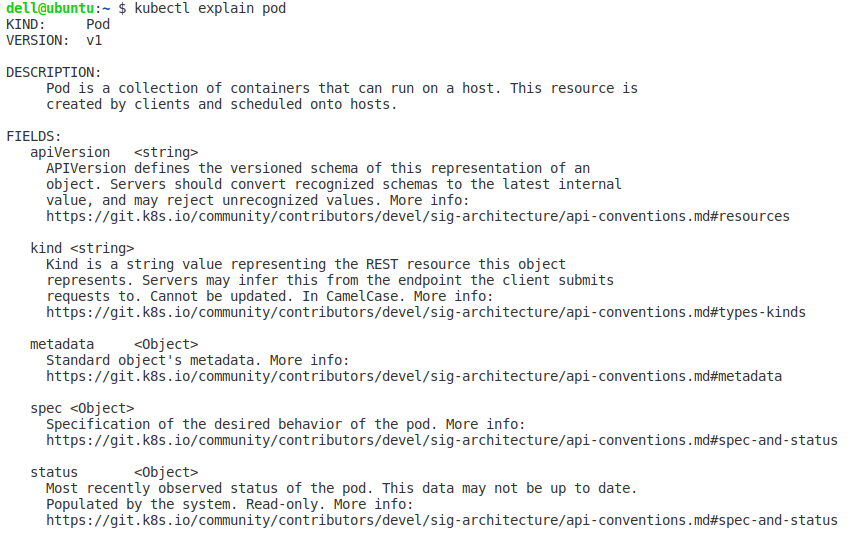 dell@ubuntu:~ $ kubectl explain pod
KIND:     Pod
VERSION:  v1

DESCRIPTION:
     Pod is a collection of containers that can run on a host. This resource is
     created by clients and scheduled onto hosts.

FIELDS:
   apiVersion   <string>
     APIVersion defines the versioned schema of this representation of an
     object. Servers should convert recognized schemas to the latest internal
     value, and may reject unrecognized values. More info:
     https://git.k8s.io/community/contributors/devel/sig-architecture/api-conventions.md#resources

   kind <string>
     Kind is a string value representing the REST resource this object
     represents. Servers may infer this from the endpoint the client submits
     requests to. Cannot be updated. In CamelCase. More info:
     https://git.k8s.io/community/contributors/devel/sig-architecture/api-conventions.md#types-kinds

   metadata     <Object>
     Standard object's metadata. More info:
     https://git.k8s.io/community/contributors/devel/sig-architecture/api-conventions.md#metadata

   spec <Object>
     Specification of the desired behavior of the pod. More info:
     https://git.k8s.io/community/contributors/devel/sig-architecture/api-conventions.md#spec-and-status

   status       <Object>
     Most recently observed status of the pod. This data may not be up to date.
     Populated by the system. Read-only. More info:
     https://git.k8s.io/community/contributors/devel/sig-architecture/api-conventions.md#spec-and-status